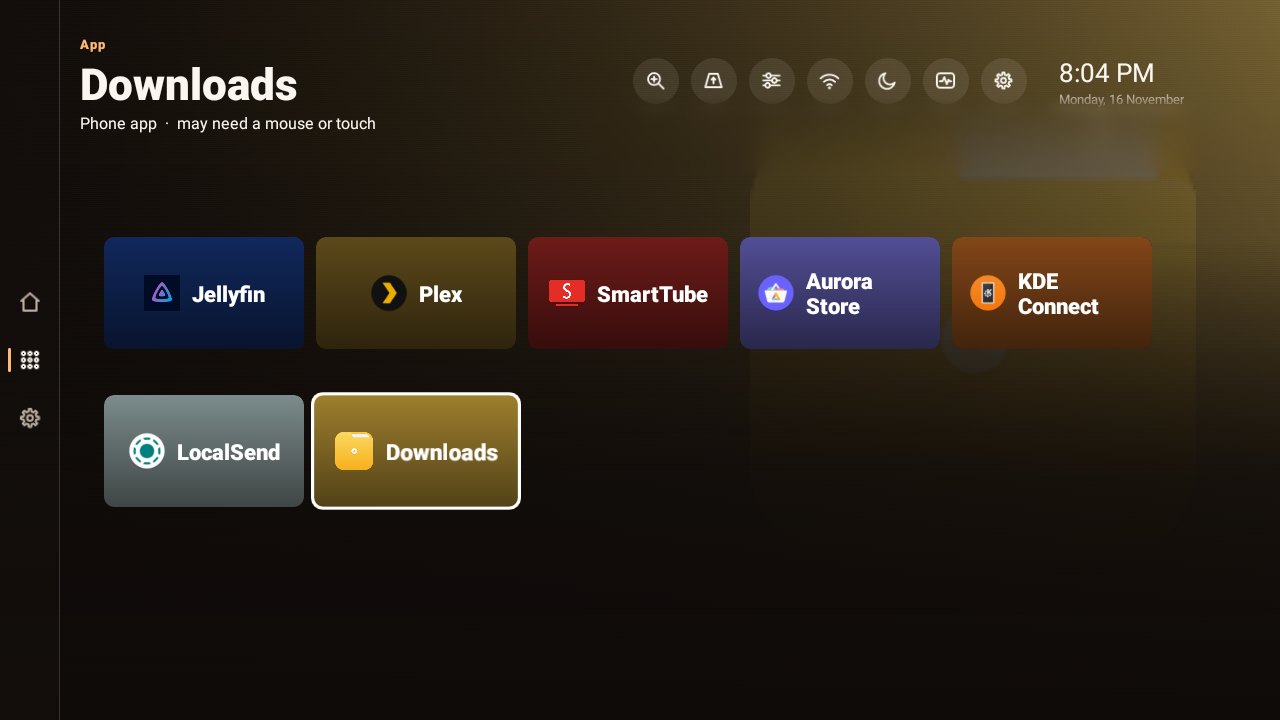 App
Downloads
Phone app · may need a mouse or touch
8:04 PM
Monday, 16 November
Jellyfin
Plex
SmartTube
Aurora
Store
KDE
Connect
LocalSend
Downloads